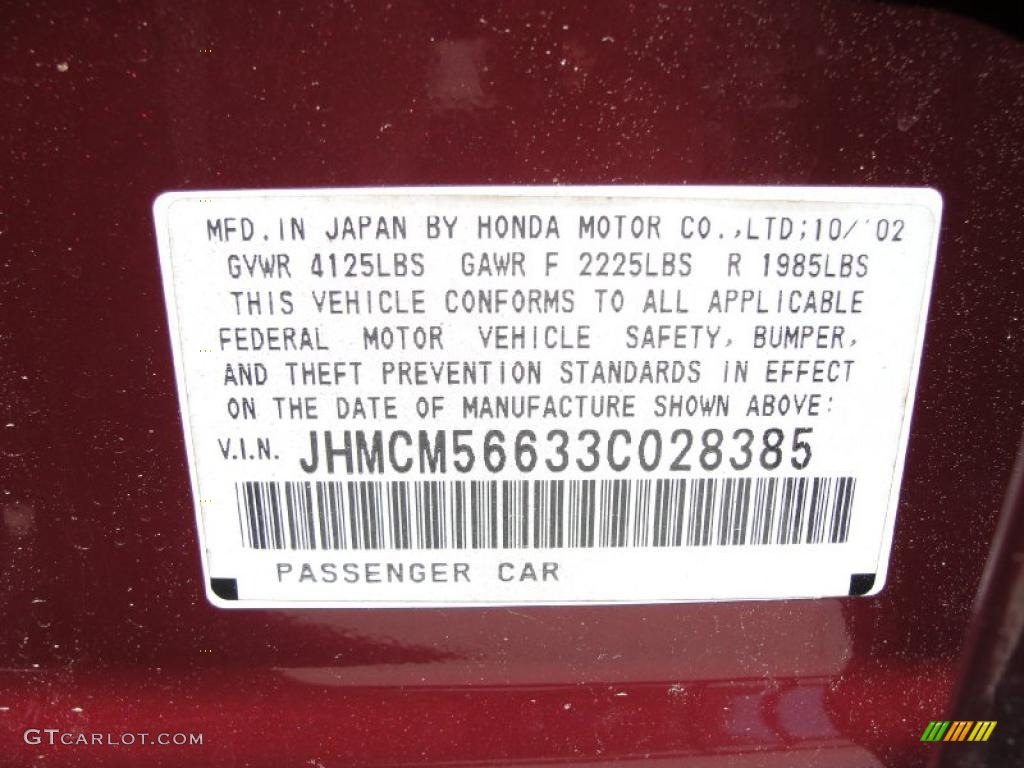 MFD. IN JAPAN BY HONDA MOTOR CO.,LTD;10/'02
GVWR 4125LBS GAWR F 2225LBS R 1985LBS
THIS VEHICLE CONFORMS TO ALL APPLICABLE
FEDERAL MOTOR VEHICLE SAFETY, BUMPER,
AND THEFT PREVENTION STANDARDS IN EFFECT
ON THE DATE OF MANUFACTURE SHOWN ABOVE:
V.I.N. JHMCM56633C028385
PASSENGER CAR
GTCARLOT.COM